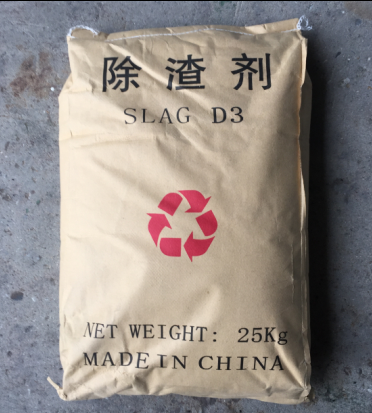 除渣剂
SLAG D3
NET WEIGHT: 25Kg
MADE IN CHINA